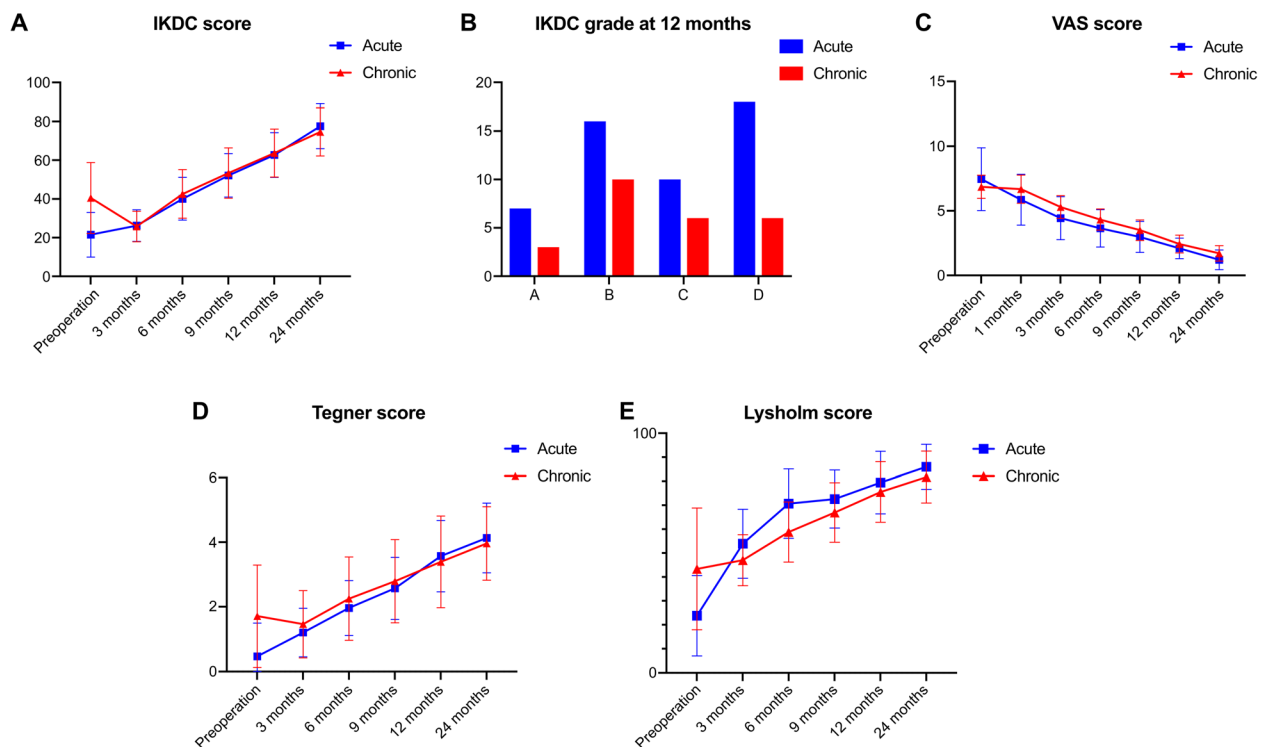 A
IKDC score
Acute
Chronic
100
80
60
40
20
0
Preoperation
3 months
6 months
9 months
12 months
24 months
B
IKDC grade at 12 months
Acute
Chronic
20
15
10
5
0
A
B
C
D
C
VAS score
Acute
Chronic
15
10
5
0
Preoperation
1 months
3 months
6 months
9 months
12 months
24 months
D
Tegner score
Acute
Chronic
6
4
2
0
Preoperation
3 months
6 months
9 months
12 months
24 months
E
Lysholm score
Acute
Chronic
100
0
Preoperation
3 months
6 months
9 months
12 months
24 months